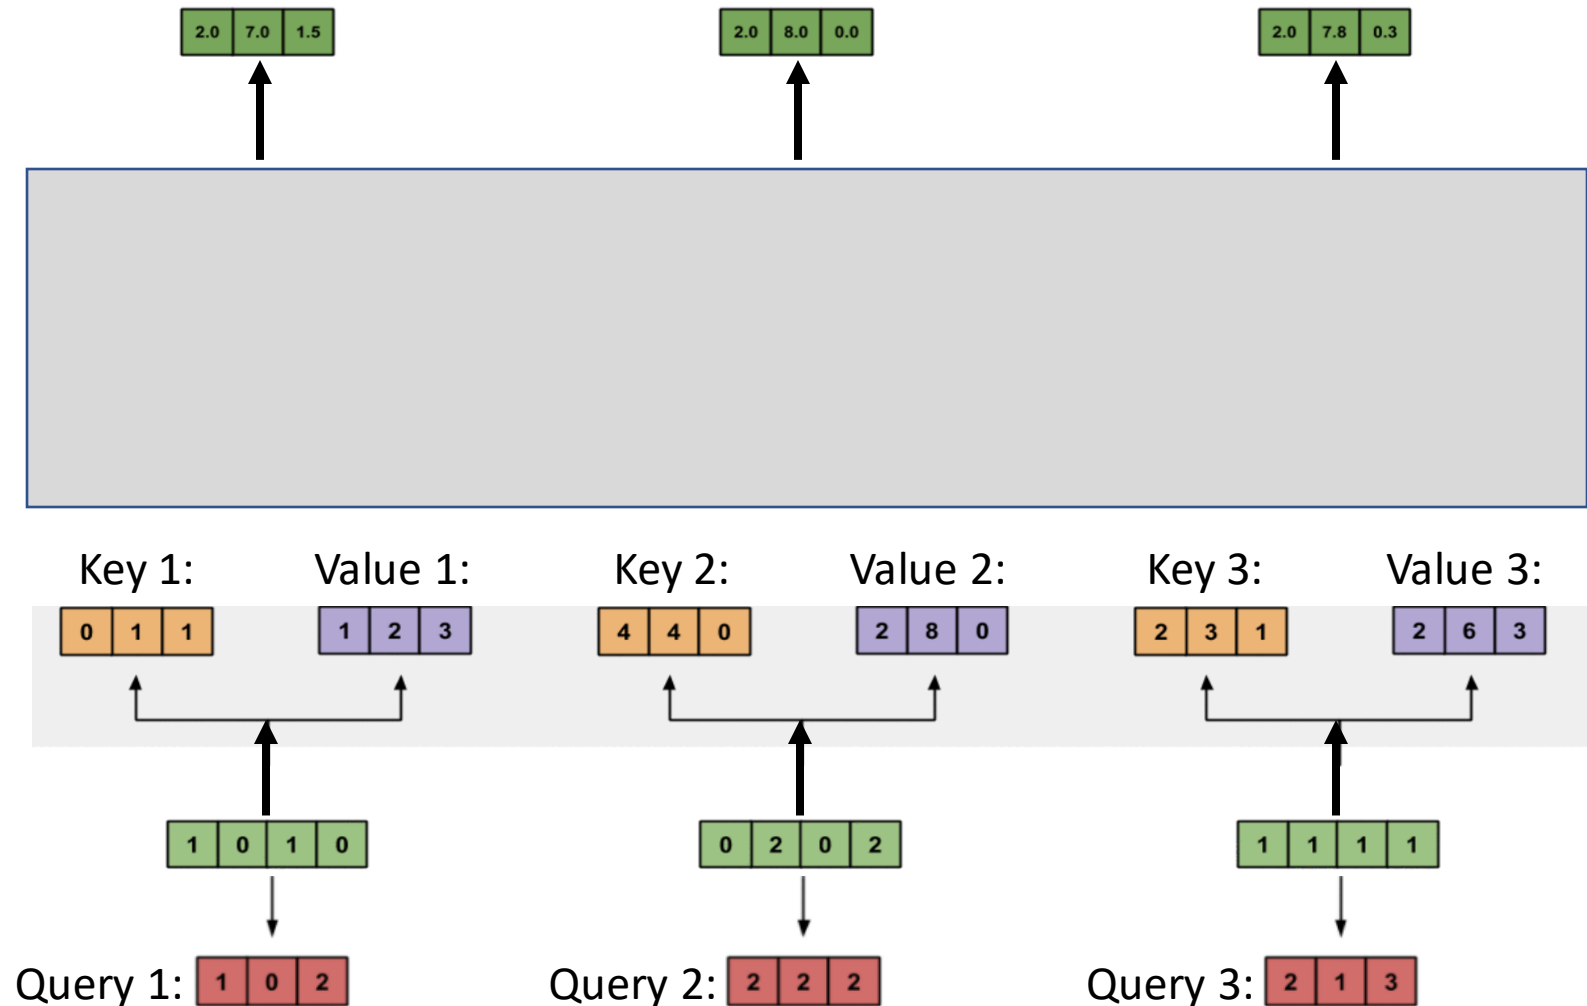 2.0 7.0 1.5 2.0 8.0 0.0 2.0 7.8 0.3
Key 1: Value 1: Key 2: Value 2: Key 3: Value 3:
0 1 1 1 2 3 4 4 0 2 8 0 2 3 1 2 6 3
1 0 1 0 0 2 0 2 1 1 1 1
Query 1: 1 0 2 Query 2: 2 2 2 Query 3: 2 1 3